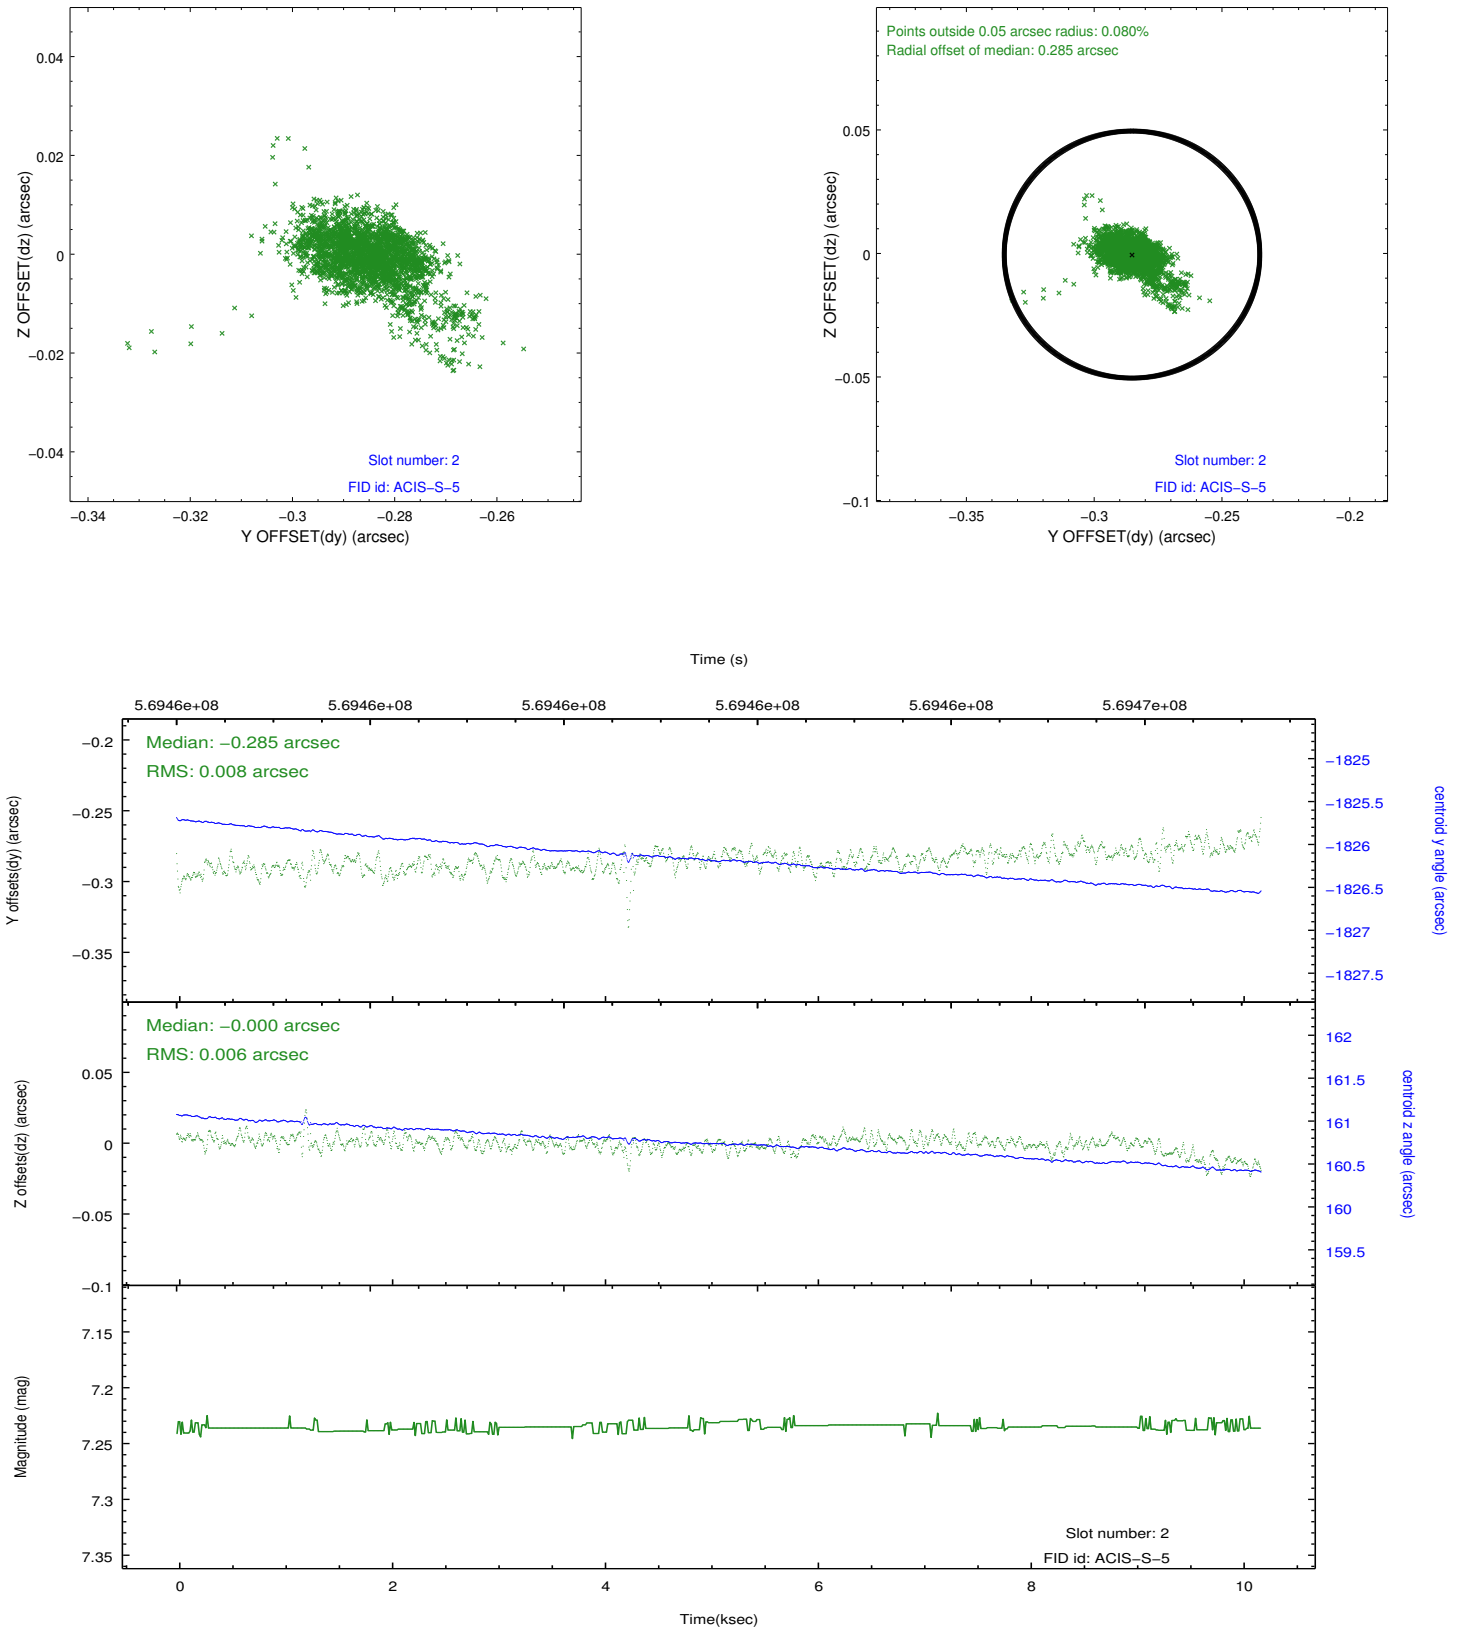 0.04
0.02
0
−0.02
−0.04
Z OFFSET(dz) (arcsec)
Slot number: 2
FID id: ACIS−S−5
−0.34 −0.32 −0.3 −0.28 −0.26
Y OFFSET(dy) (arcsec)
Points outside 0.05 arcsec radius: 0.080%
Radial offset of median: 0.285 arcsec
0.05
0
−0.05
−0.1
Z OFFSET(dz) (arcsec)
Slot number: 2
FID id: ACIS−S−5
−0.35 −0.3 −0.25 −0.2
Y OFFSET(dy) (arcsec)
Time (s)
5.6946e+08 5.6946e+08 5.6946e+08 5.6946e+08 5.6946e+08 5.6947e+08
Median: −0.285 arcsec
RMS: 0.008 arcsec
−0.2
−0.25
−0.3
−0.35
Y offsets(dy) (arcsec)
−1825
−1825.5
−1826
−1826.5
−1827
−1827.5
centroid y angle (arcsec)
Median: −0.000 arcsec
RMS: 0.006 arcsec
0.05
0
−0.05
−0.1
Z offsets(dz) (arcsec)
162
161.5
161
160.5
160
159.5
centroid z angle (arcsec)
7.15
7.2
7.25
7.3
7.35
Magnitude (mag)
Slot number: 2
FID id: ACIS−S−5
0 2 4 6 8 10
Time(ksec)